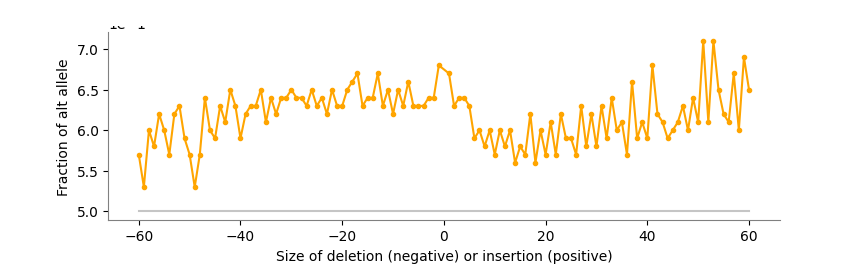 7.0
6.5
6.0
5.5
5.0
Fraction of alt allele
−60 −40 −20 0 20 40 60
Size of deletion (negative) or insertion (positive)